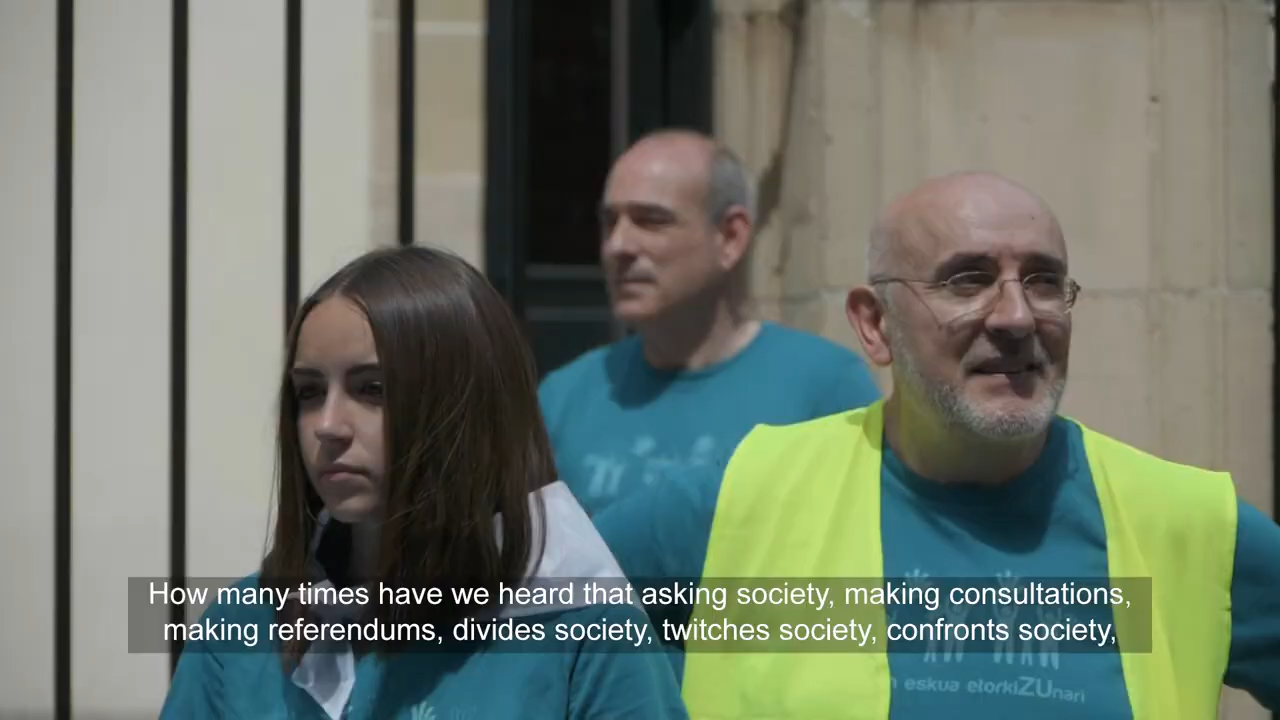 How many times have we heard that asking society, making consultations,
making referendums, divides society, twitches society, confronts society,
eskua etorkiZUnari